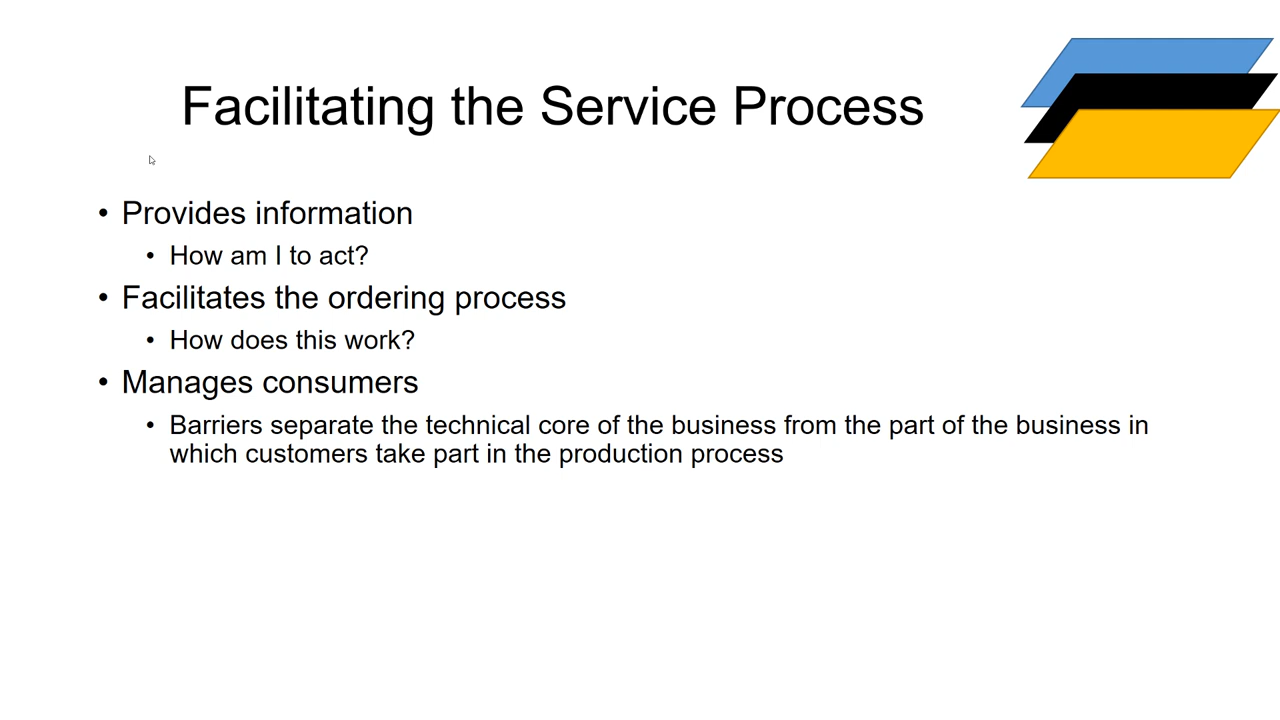 Facilitating the Service Process
• Provides information
• How am I to act?
• Facilitates the ordering process
• How does this work?
• Manages consumers
• Barriers separate the technical core of the business from the part of the business in
which customers take part in the production process